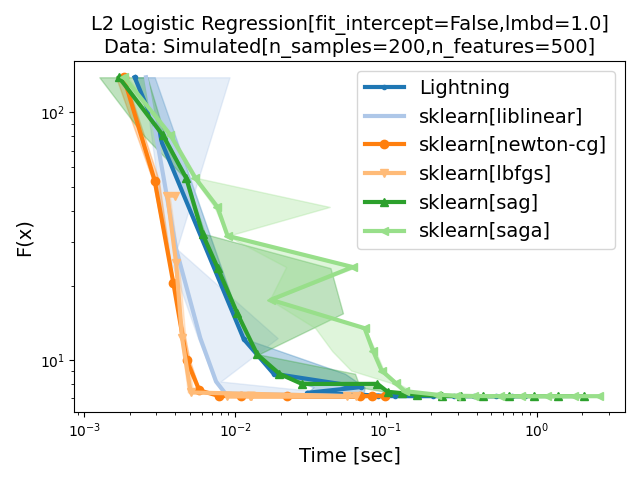 L2 Logistic Regression[fit_intercept=False,lmbd=1.0]
Data: Simulated[n_samples=200,n_features=500]
Lightning
sklearn[liblinear]
sklearn[newton-cg]
sklearn[lbfgs]
sklearn[sag]
sklearn[saga]
F(x)
10²
10¹
10⁻³
10⁻²
10⁻¹
10⁰
Time [sec]